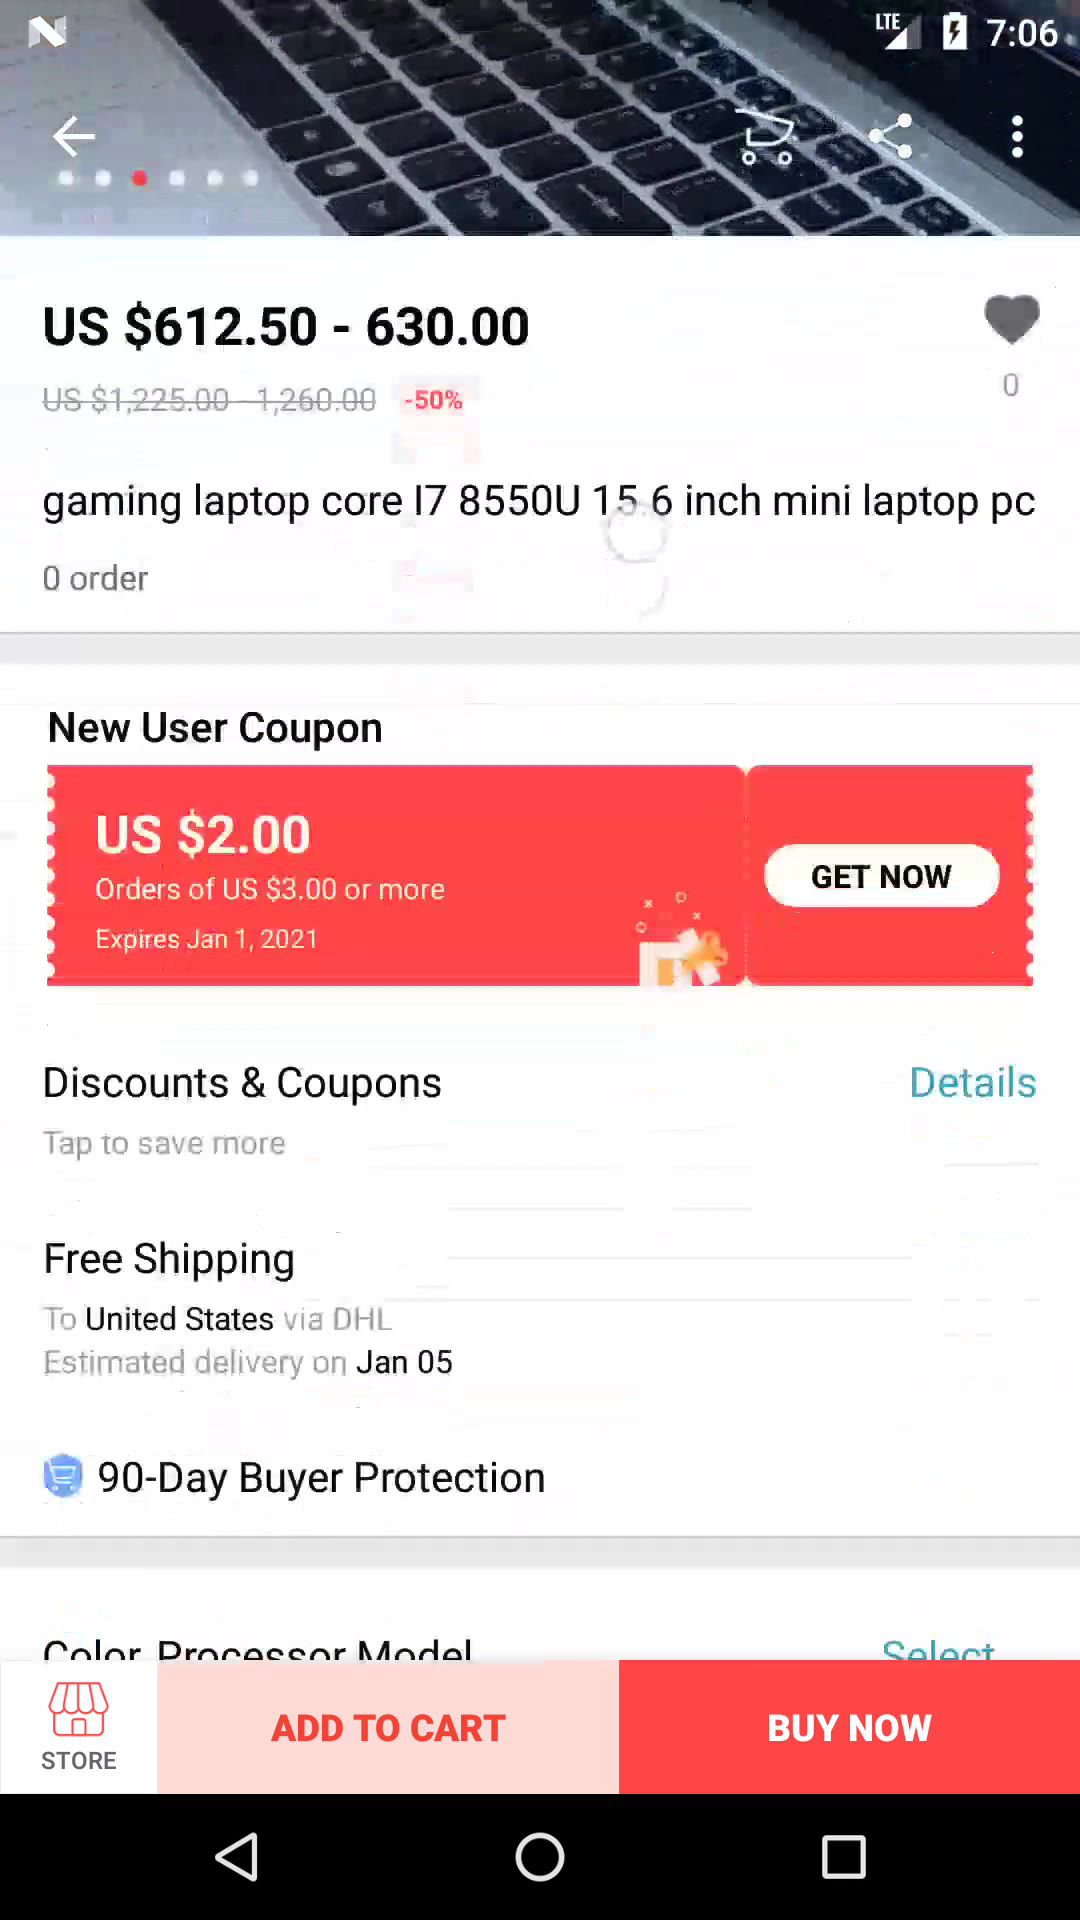 LTE 7:06
US $612.50 - 630.00
US $1,225.00 - 1,260.00 -50%
0
gaming laptop core I7 8550U 15.6 inch mini laptop pc
0 order
New User Coupon
US $2.00
Orders of US $3.00 or more
Expires Jan 1, 2021
GET NOW
Discounts & Coupons Details
Tap to save more
Free Shipping
To United States via DHL
Estimated delivery on Jan 05
90-Day Buyer Protection
Color, Processor Model Select
STORE
ADD TO CART
BUY NOW